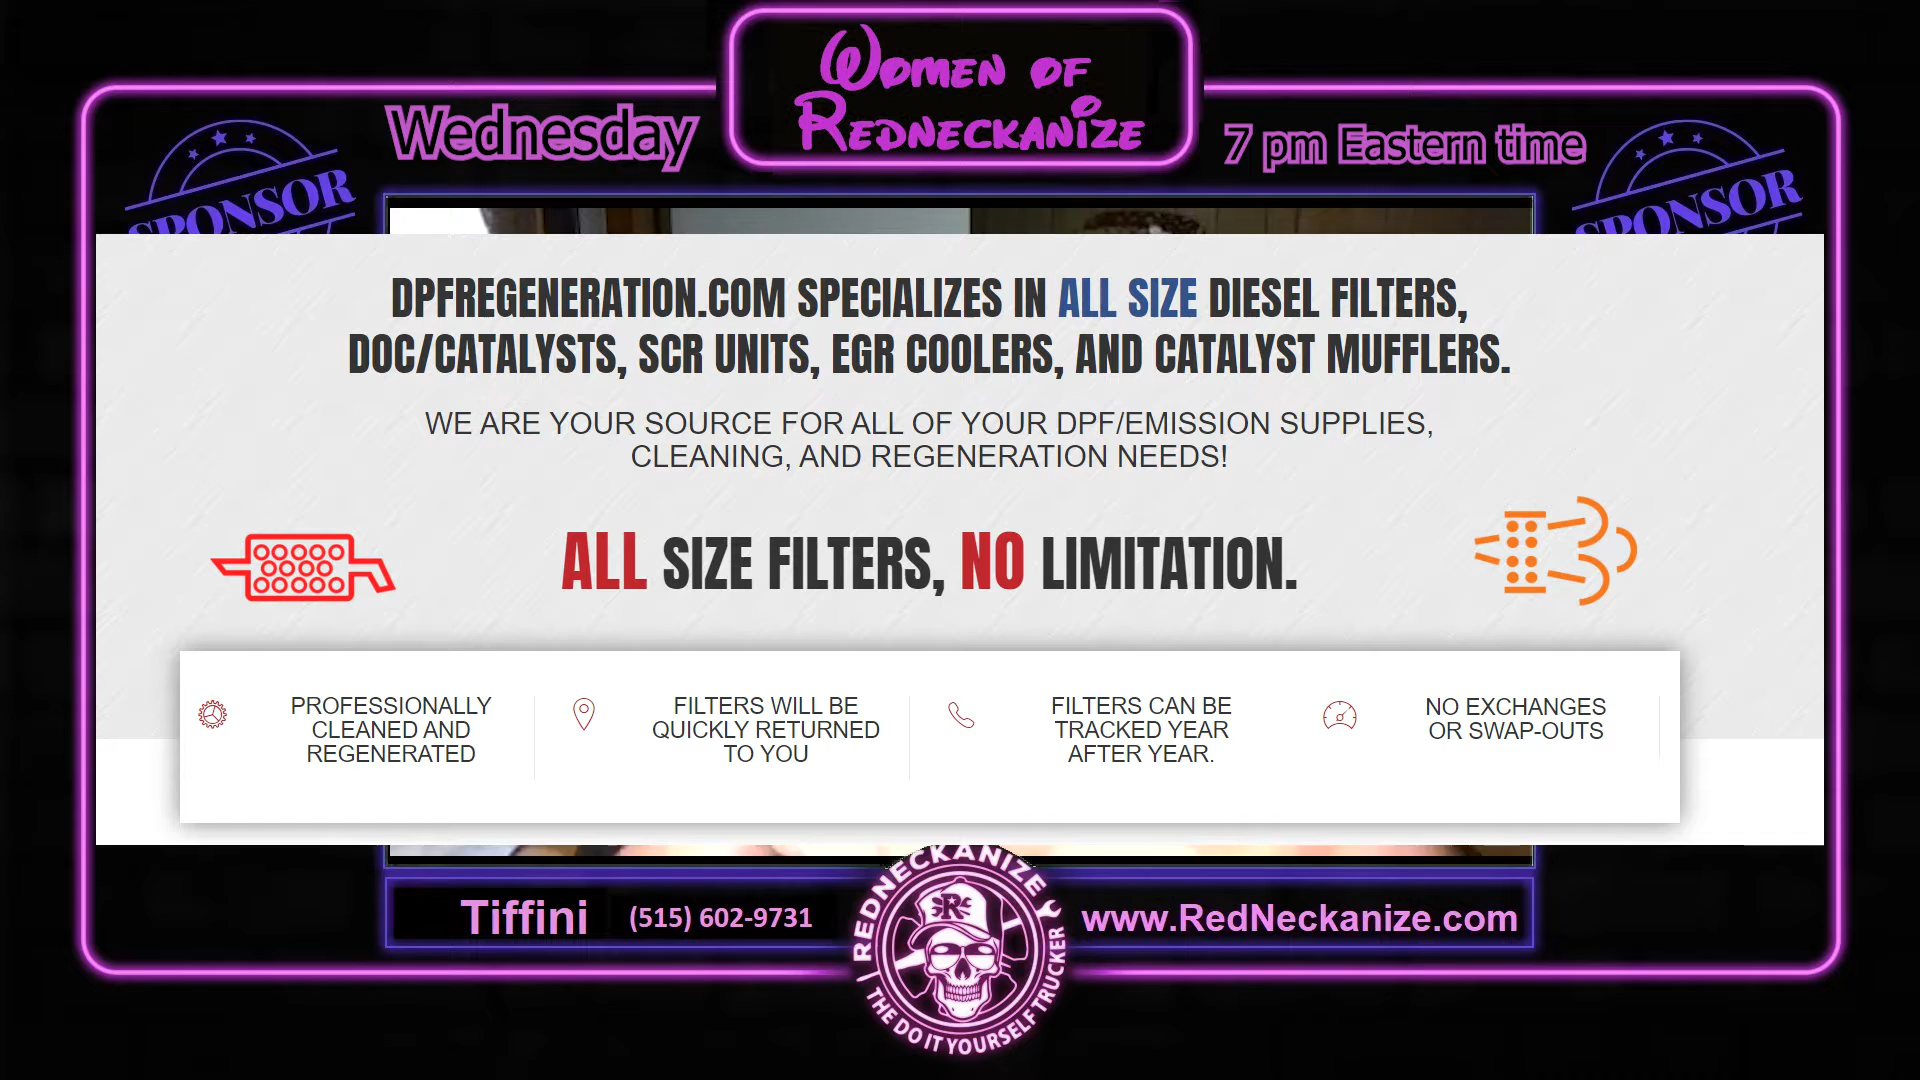 Women of
Redneckanize
Wednesday
7 pm Eastern time
SPONSOR
SPONSOR
DPFREGENERATION.COM SPECIALIZES IN ALL SIZE DIESEL FILTERS,
DOC/CATALYSTS, SCR UNITS, EGR COOLERS, AND CATALYST MUFFLERS.
WE ARE YOUR SOURCE FOR ALL OF YOUR DPF/EMISSION SUPPLIES,
CLEANING, AND REGENERATION NEEDS!
ALL SIZE FILTERS, NO LIMITATION.
PROFESSIONALLY
CLEANED AND
REGENERATED
FILTERS WILL BE
QUICKLY RETURNED
TO YOU
FILTERS CAN BE
TRACKED YEAR
AFTER YEAR.
NO EXCHANGES
OR SWAP-OUTS
Tiffini
(515) 602-9731
REDNECKANIZE
R
THE DO IT YOURSELF TRUCKER
www.RedNeckanize.com